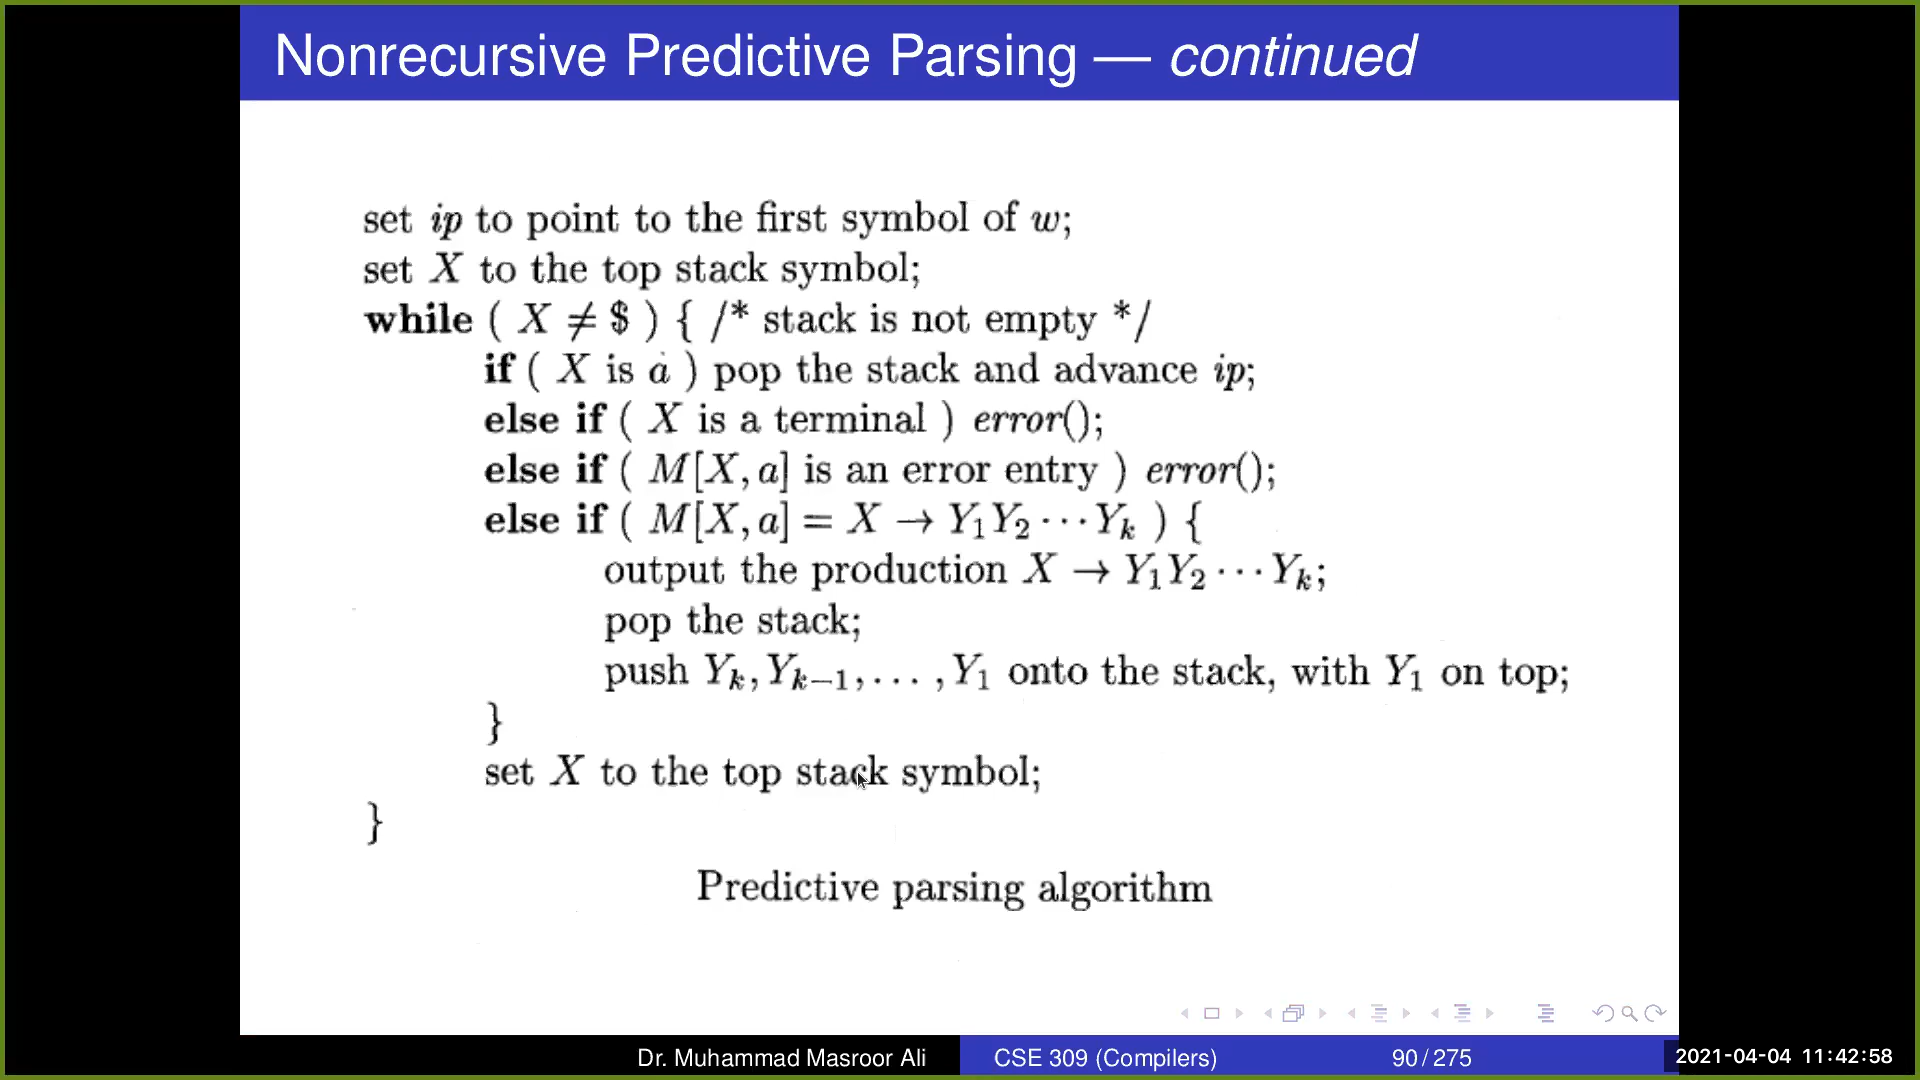 Nonrecursive Predictive Parsing — continued
set ip to point to the first symbol of w;
set X to the top stack symbol;
while ( X ≠ $ ) { /* stack is not empty */
if ( X is a ) pop the stack and advance ip;
else if ( X is a terminal ) error();
else if ( M[X, a] is an error entry ) error();
else if ( M[X, a] = X → Y₁Y₂ ··· Yₖ ) {
output the production X → Y₁Y₂ ··· Yₖ;
pop the stack;
push Yₖ, Yₖ₋₁, . . . , Y₁ onto the stack, with Y₁ on top;
}
set X to the top stack symbol;
}
Predictive parsing algorithm
Dr. Muhammad Masroor Ali CSE 309 (Compilers) 90 / 275 2021-04-04 11:42:58